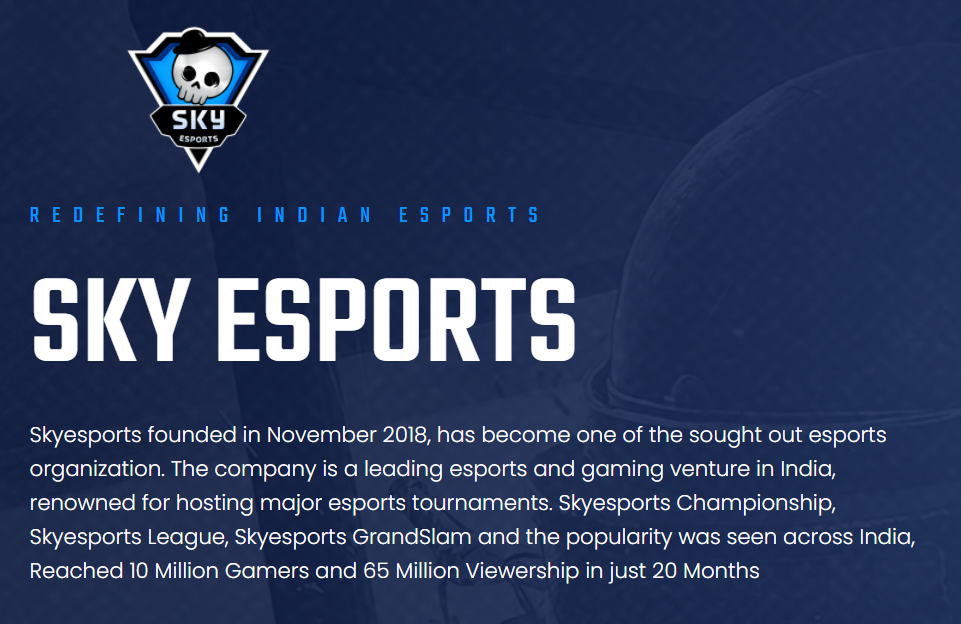 SKY
ESPORTS
REDEFINING INDIAN ESPORTS
SKY ESPORTS
Skyesports founded in November 2018, has become one of the sought out esports
organization. The company is a leading esports and gaming venture in India,
renowned for hosting major esports tournaments. Skyesports Championship,
Skyesports League, Skyesports GrandSlam and the popularity was seen across India,
Reached 10 Million Gamers and 65 Million Viewership in just 20 Months